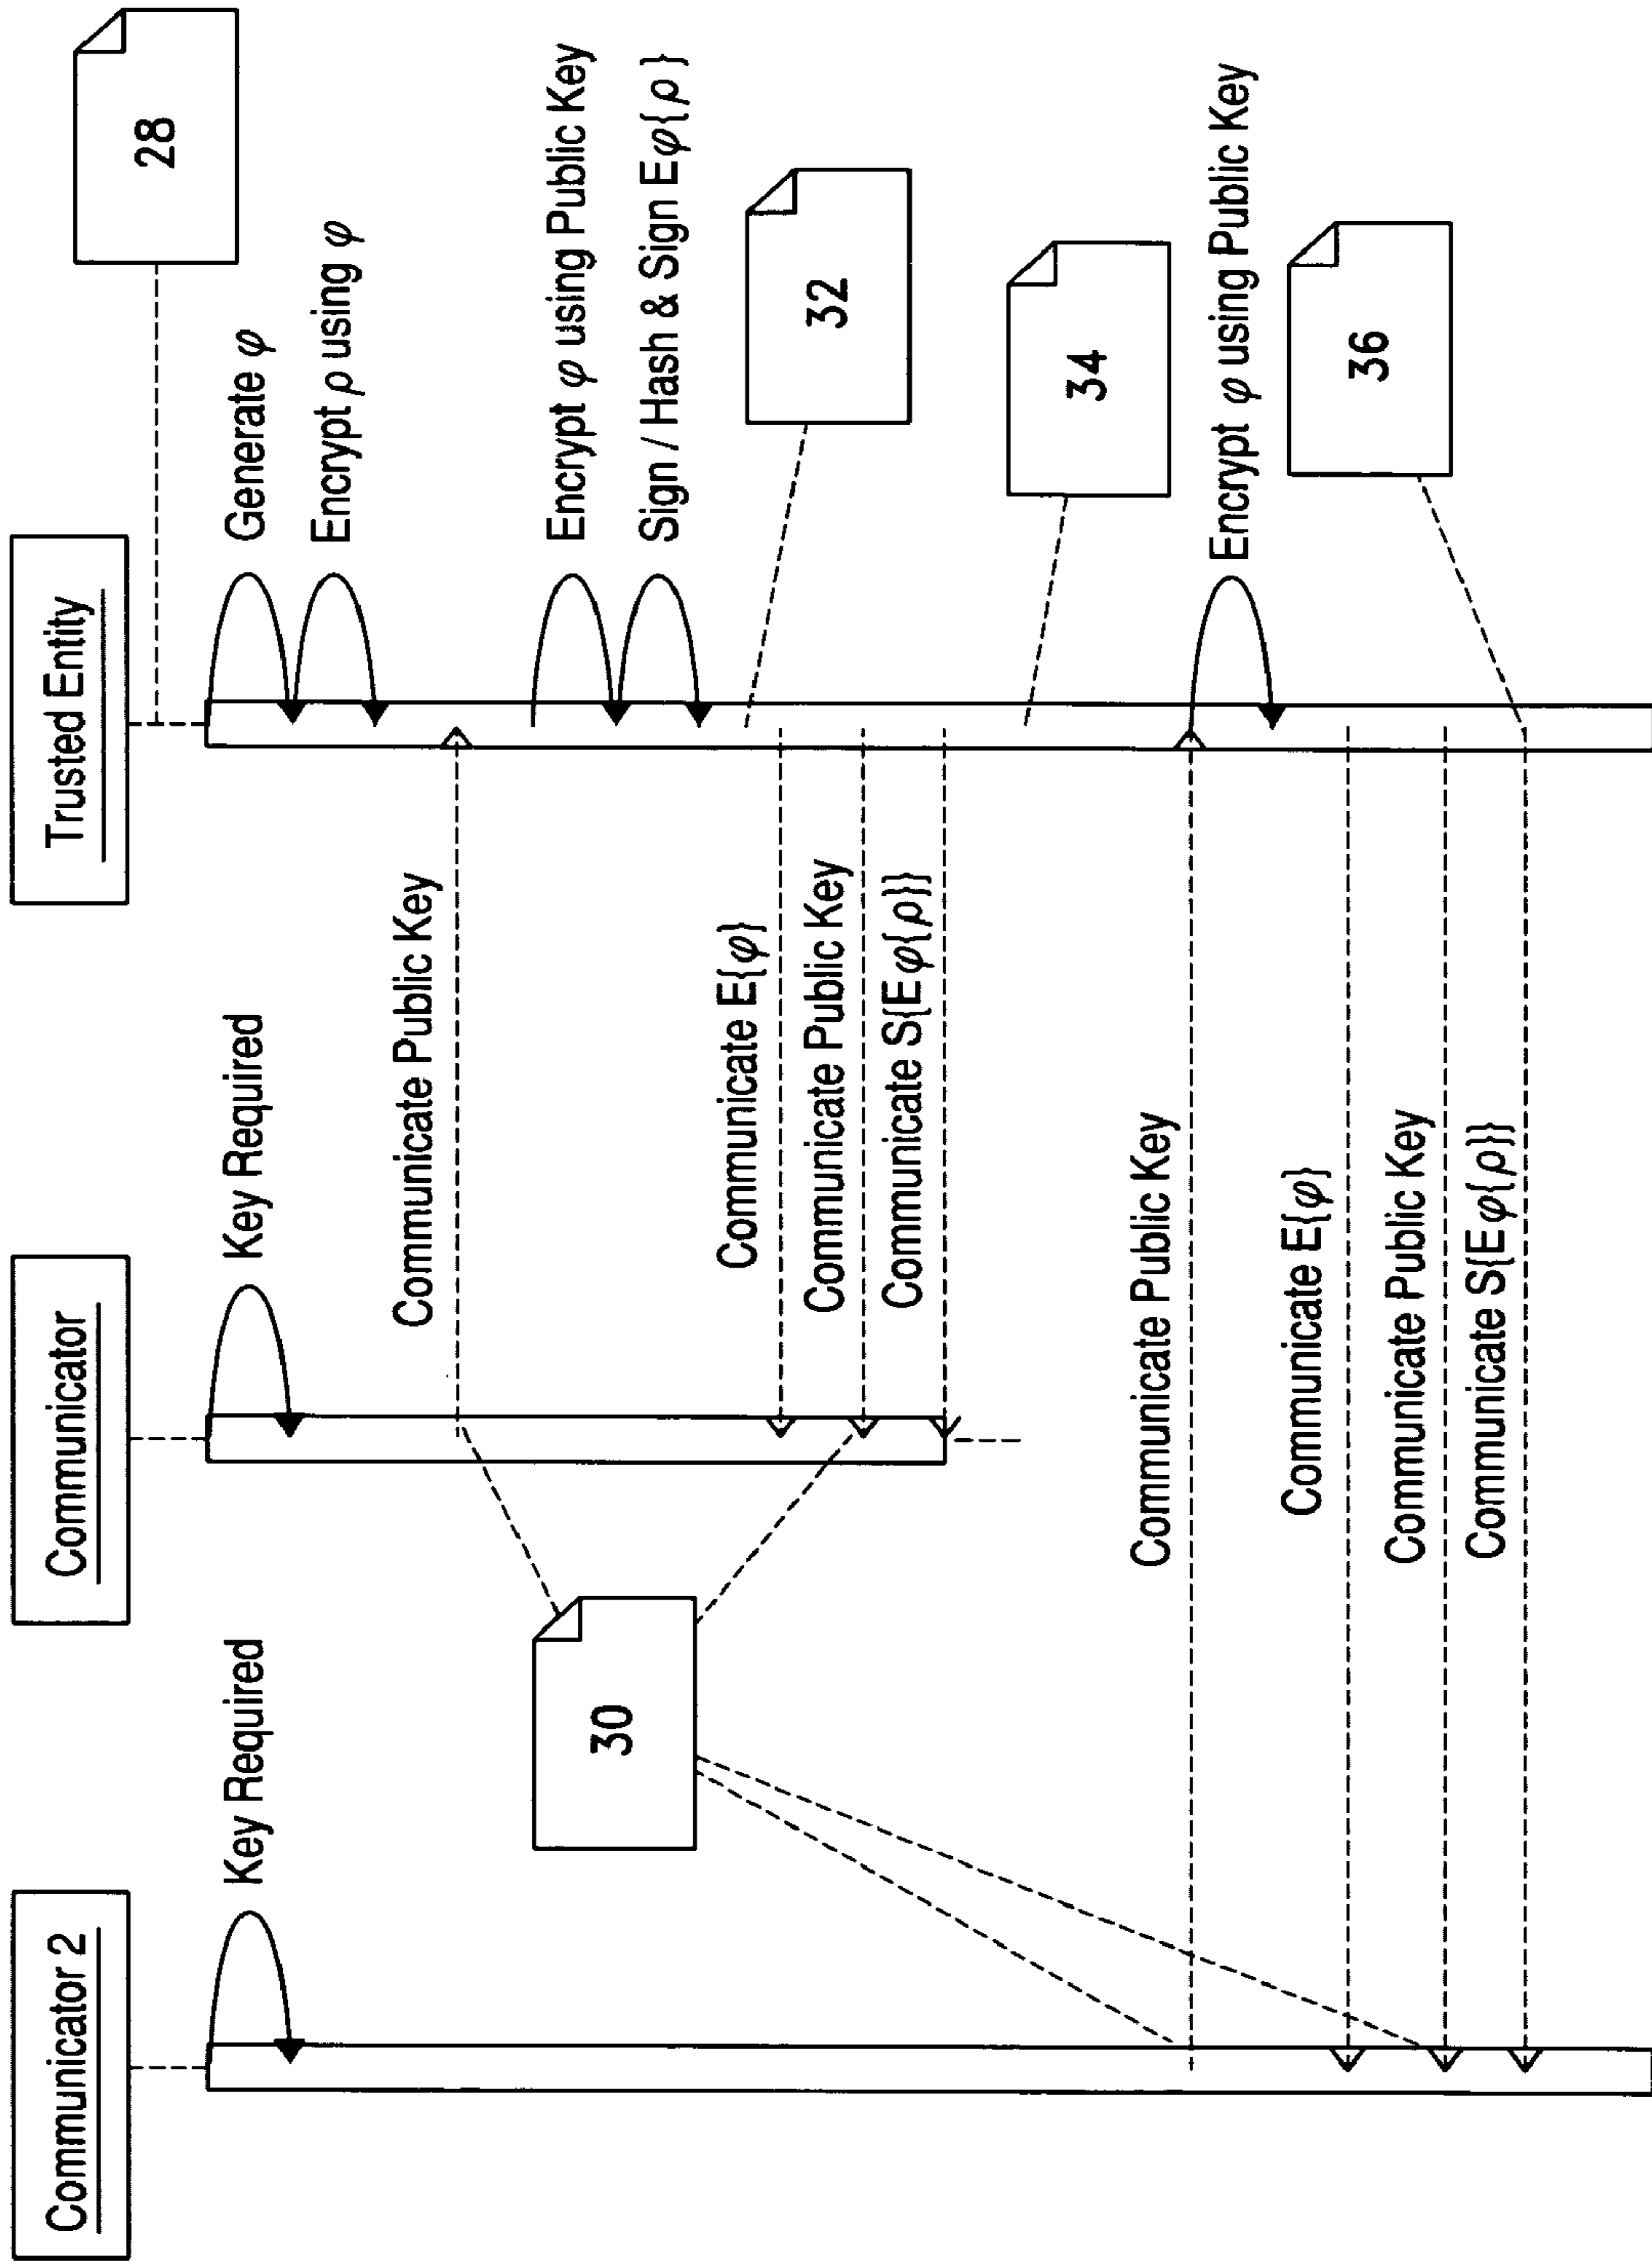 Communicator 2
Communicator
Trusted Entity
28
Key Required
Key Required
Generate φ
Encrypt ρ using φ
Communicate Public Key
30
Encrypt φ using Public Key
Sign / Hash & Sign Eφ{ρ}
32
Communicate E{φ}
Communicate Public Key
Communicate S{Eφ{ρ}}
34
Communicate Public Key
Encrypt φ using Public Key
Communicate E{φ}
36
Communicate Public Key
Communicate S{Eφ{ρ}}